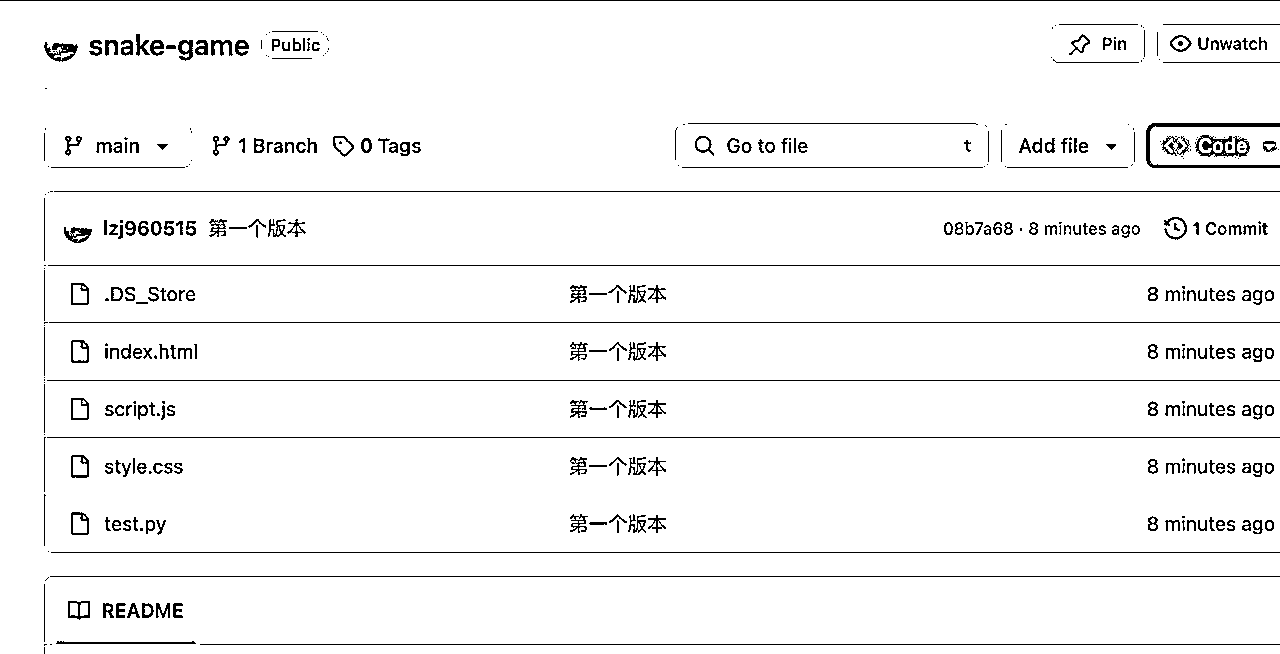 snake-game Public Pin Unwatch
main 1 Branch 0 Tags Go to file t Add file Code
lzj960515 第一个版本 08b7a68 · 8 minutes ago 1 Commit
.DS_Store 第一个版本 8 minutes ago
index.html 第一个版本 8 minutes ago
script.js 第一个版本 8 minutes ago
style.css 第一个版本 8 minutes ago
test.py 第一个版本 8 minutes ago
README